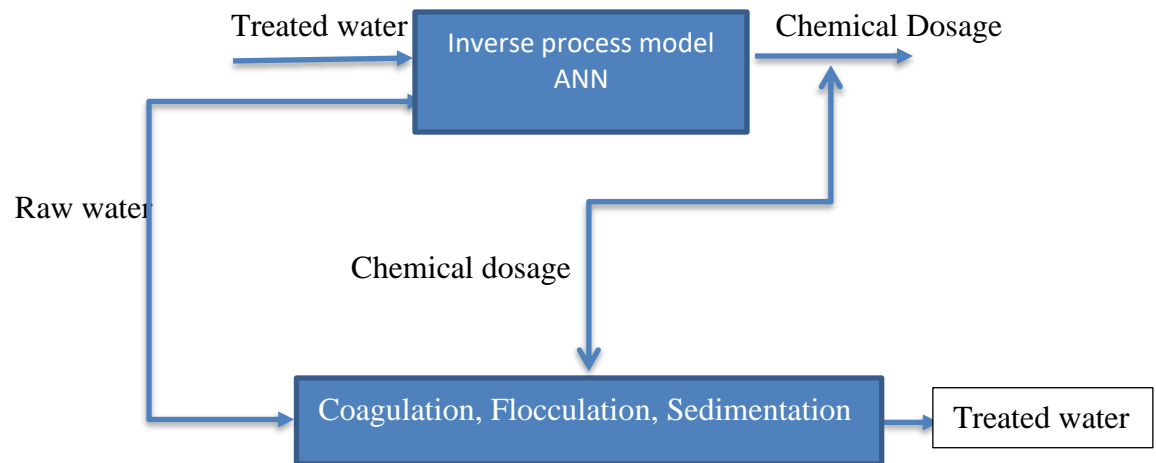 Treated water
Inverse process model
ANN
Chemical Dosage
Raw water
Chemical dosage
Coagulation, Flocculation, Sedimentation
Treated water